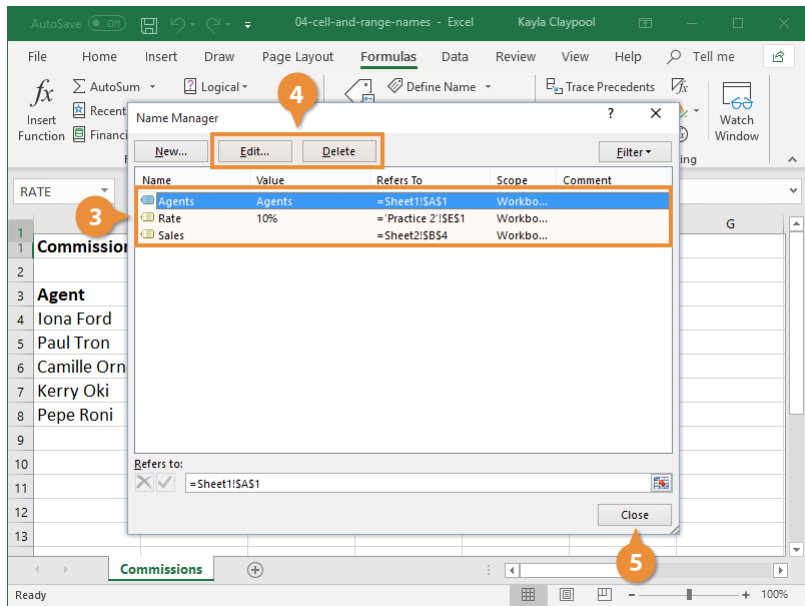 AutoSave Off 04-cell-and-range-names - Excel Kayla Claypool
File Home Insert Draw Page Layout Formulas Data Review View Help Tell me
fx ∑ AutoSum ? Logical 4 Define Name Trace Precedents fx
Insert Function Recent Watch Window
Financi
ing
Name Manager ? X
New... Edit... Delete Filter
Name Value Refers To Scope Comment
RATE
3
Agents Agents =Sheet1!$A$1 Workbo...
Rate 10% ='Practice 2'!$E$1 Workbo...
Sales =Sheet2!$B$4 Workbo...
G
1
1 Commission
2
3 Agent
4 Iona Ford
5 Paul Tron
6 Camille Orn
7 Kerry Oki
8 Pepe Roni
9
10
11
12
13
Refers to:
=Sheet1!$A$1
Close
5
Commissions
Ready 100%